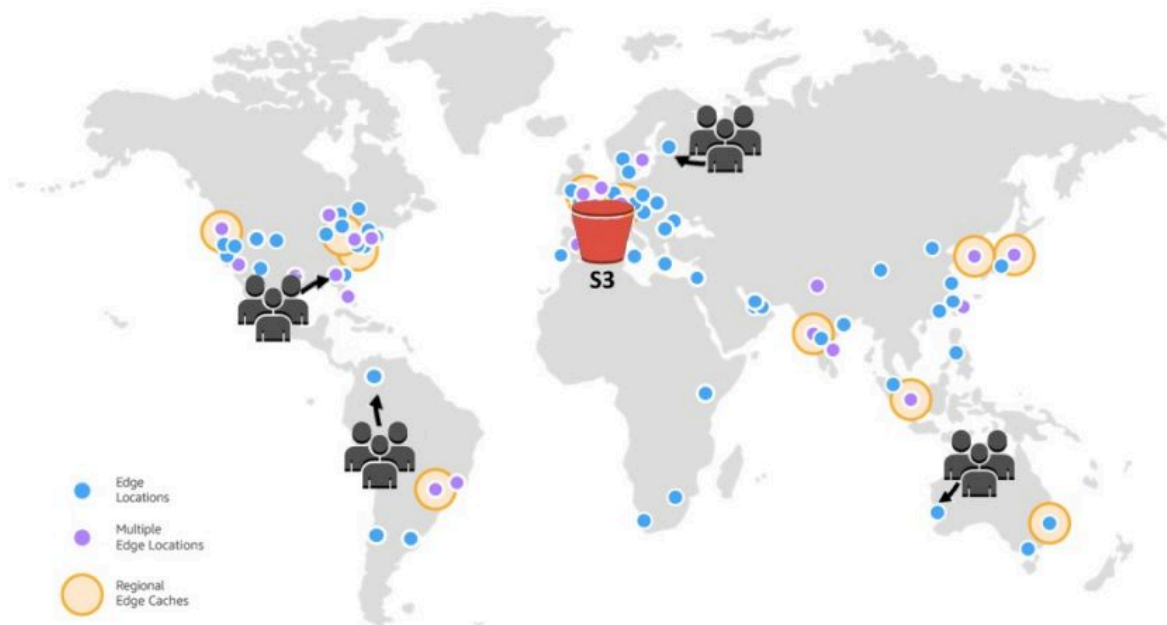 S3
Edge
Locations
Multiple
Edge Locations
Regional
Edge Caches